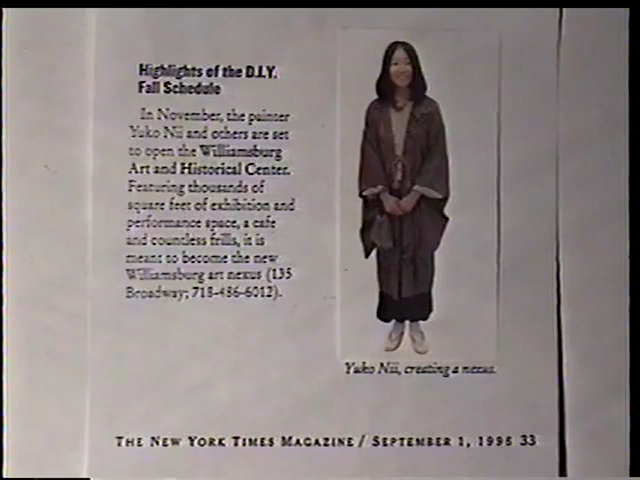 Highlights of the D.I.Y.
Fall Schedule
In November, the painter
Yuko Nii and others are set
to open the Williamsburg
Art and Historical Center.
Featuring thousands of
square feet of exhibition and
performance space, a cafe
and countless frills, it is
meant to become the new
Williamsburg art nexus (135
Broadway; 718-486-6012).
Yuko Nii, creating a nexus.
THE NEW YORK TIMES MAGAZINE / SEPTEMBER 1, 1996 33